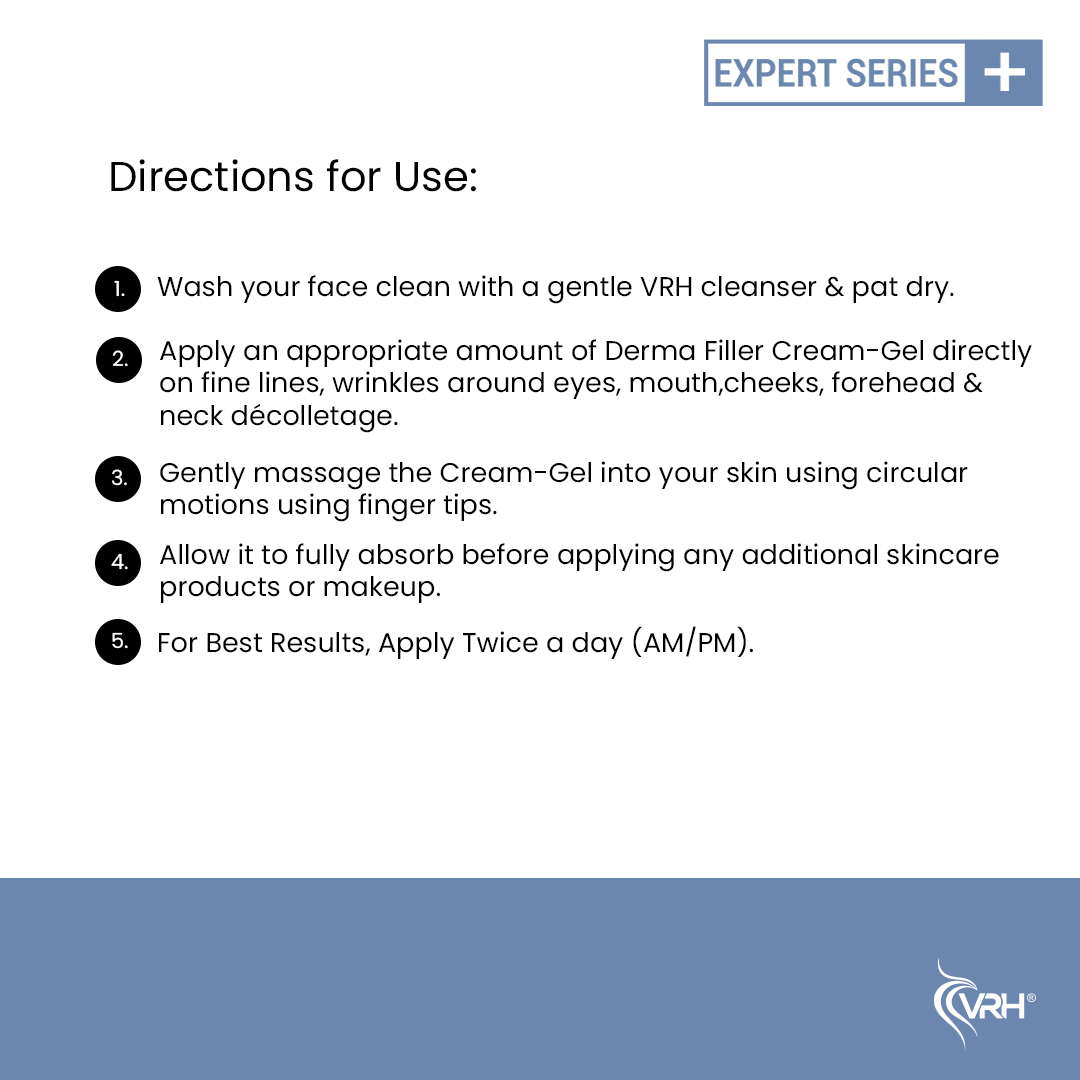 EXPERT SERIES +
Directions for Use:
1. Wash your face clean with a gentle VRH cleanser & pat dry.
2. Apply an appropriate amount of Derma Filler Cream-Gel directly
on fine lines, wrinkles around eyes, mouth,cheeks, forehead &
neck décolletage.
3. Gently massage the Cream-Gel into your skin using circular
motions using finger tips.
4. Allow it to fully absorb before applying any additional skincare
products or makeup.
5. For Best Results, Apply Twice a day (AM/PM).
VRH®